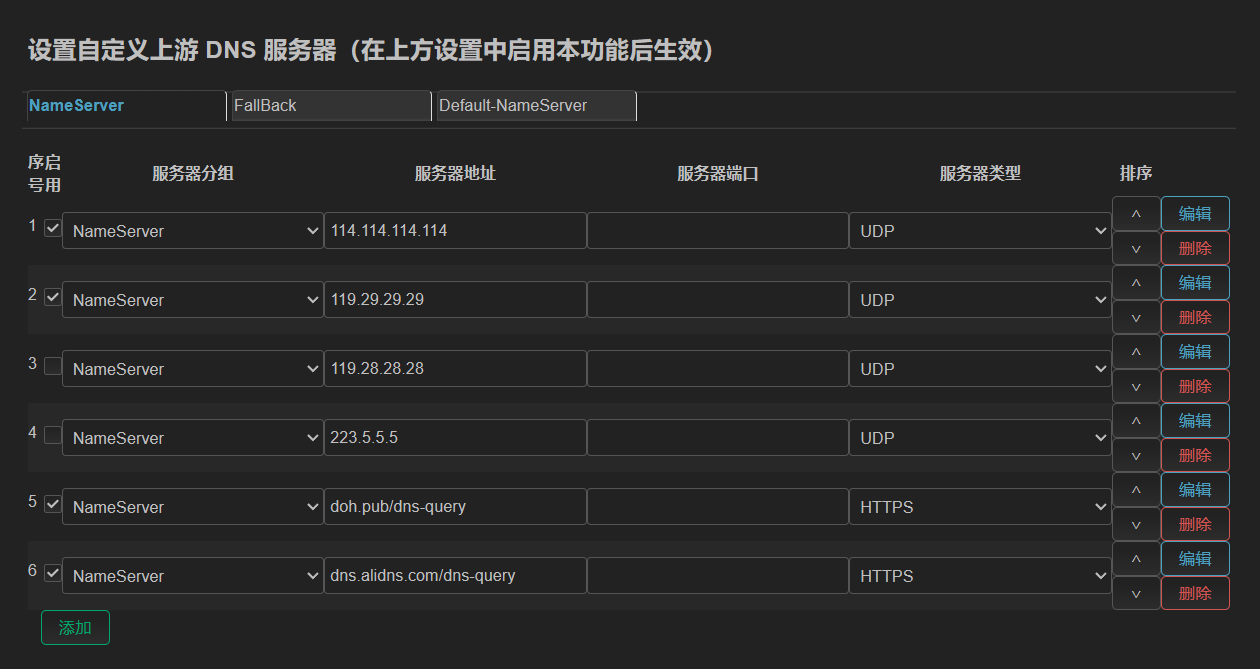 设置自定义上游 DNS 服务器（在上方设置中启用本功能后生效）
NameServer FallBack Default-NameServer
序号 启用 服务器分组 服务器地址 服务器端口 服务器类型 排序
1 NameServer 114.114.114.114 UDP ^ 编辑
v 删除
2 NameServer 119.29.29.29 UDP ^ 编辑
v 删除
3 NameServer 119.28.28.28 UDP ^ 编辑
v 删除
4 NameServer 223.5.5.5 UDP ^ 编辑
v 删除
5 NameServer doh.pub/dns-query HTTPS ^ 编辑
v 删除
6 NameServer dns.alidns.com/dns-query HTTPS ^ 编辑
v 删除
添加